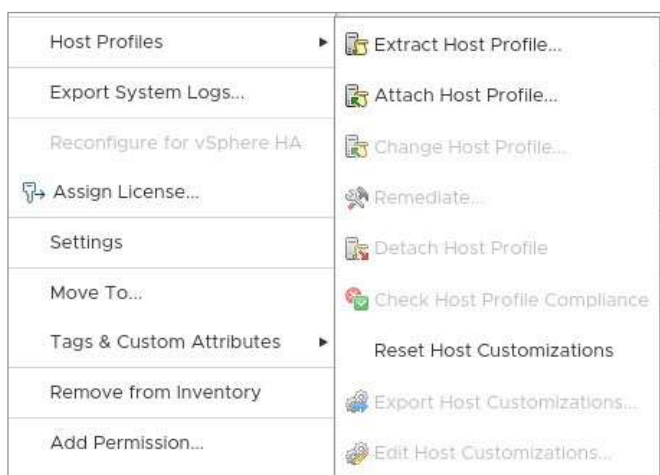 Host Profiles
Export System Logs...
Reconfigure for vSphere HA
Assign License...
Settings
Move To...
Tags & Custom Attributes
Remove from Inventory
Add Permission...
Extract Host Profile...
Attach Host Profile...
Change Host Profile...
Remediate...
Detach Host Profile
Check Host Profile Compliance
Reset Host Customizations
Export Host Customizations...
Edit Host Customizations...